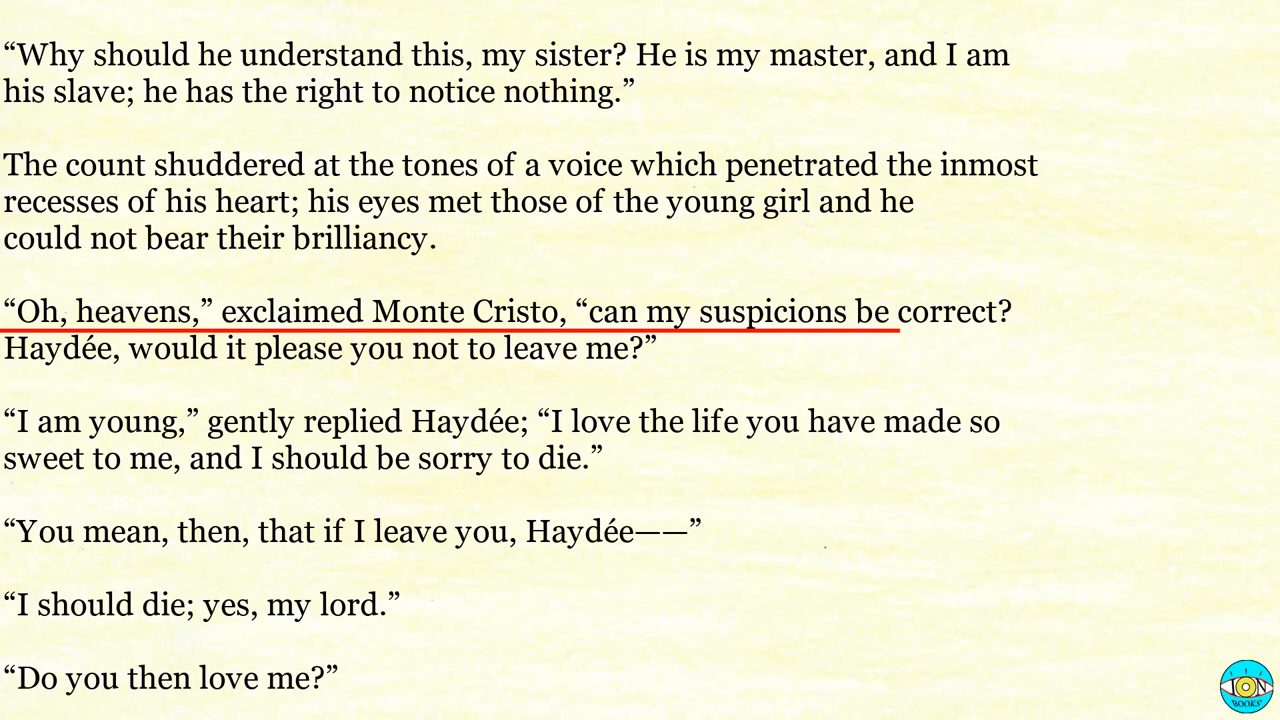 “Why should he understand this, my sister? He is my master, and I am
his slave; he has the right to notice nothing.”
The count shuddered at the tones of a voice which penetrated the inmost
recesses of his heart; his eyes met those of the young girl and he
could not bear their brilliancy.
“Oh, heavens,” exclaimed Monte Cristo, “can my suspicions be correct?
Haydée, would it please you not to leave me?”
“I am young,” gently replied Haydée; “I love the life you have made so
sweet to me, and I should be sorry to die.”
“You mean, then, that if I leave you, Haydée——”
“I should die; yes, my lord.”
“Do you then love me?”
ION
BOOKS